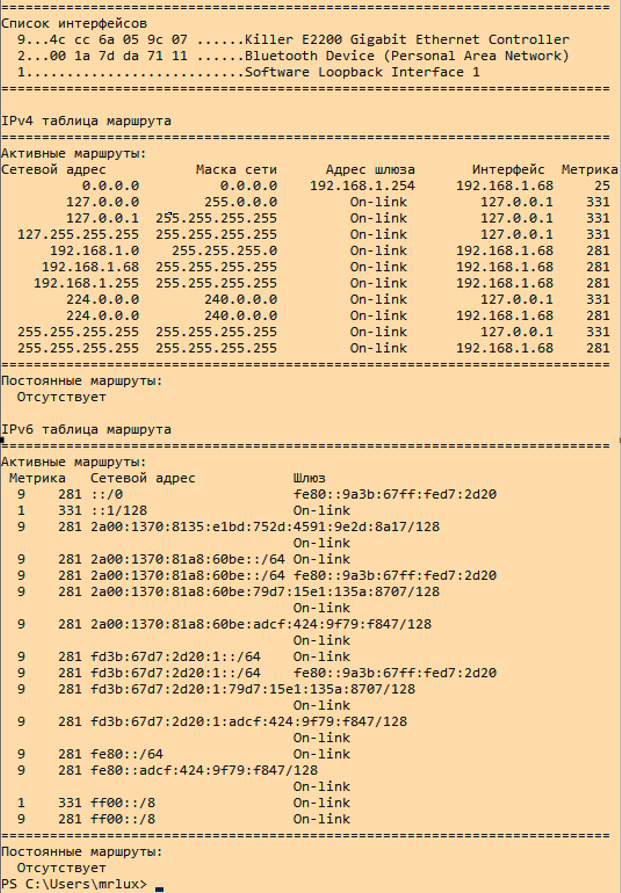 ===========================================================================
Список интерфейсов
  9...4c cc 6a 05 9c 07 ......Killer E2200 Gigabit Ethernet Controller
  2...00 1a 7d da 71 11 ......Bluetooth Device (Personal Area Network)
  1...........................Software Loopback Interface 1
===========================================================================
IPv4 таблица маршрута
===========================================================================
Активные маршруты:
Сетевой адрес           Маска сети      Адрес шлюза       Интерфейс  Метрика
          0.0.0.0          0.0.0.0    192.168.1.254     192.168.1.68     25
        127.0.0.0        255.0.0.0         On-link         127.0.0.1    331
        127.0.0.1  255.255.255.255         On-link         127.0.0.1    331
  127.255.255.255  255.255.255.255         On-link         127.0.0.1    331
      192.168.1.0    255.255.255.0         On-link      192.168.1.68    281
     192.168.1.68  255.255.255.255         On-link      192.168.1.68    281
    192.168.1.255  255.255.255.255         On-link      192.168.1.68    281
        224.0.0.0        240.0.0.0         On-link         127.0.0.1    331
        224.0.0.0        240.0.0.0         On-link      192.168.1.68    281
  255.255.255.255  255.255.255.255         On-link         127.0.0.1    331
  255.255.255.255  255.255.255.255         On-link      192.168.1.68    281
===========================================================================
Постоянные маршруты:
  Отсутствует
IPv6 таблица маршрута
===========================================================================
Активные маршруты:
 Метрика   Сетевой адрес            Шлюз
  9    281 ::/0                     fe80::9a3b:67ff:fed7:2d20
  1    331 ::1/128                  On-link
  9    281 2a00:1370:8135:e1bd:752d:4591:9e2d:8a17/128
                                    On-link
  9    281 2a00:1370:81a8:60be::/64 On-link
  9    281 2a00:1370:81a8:60be::/64 fe80::9a3b:67ff:fed7:2d20
  9    281 2a00:1370:81a8:60be:79d7:15e1:135a:8707/128
                                    On-link
  9    281 2a00:1370:81a8:60be:adcf:424:9f79:f847/128
                                    On-link
  9    281 fd3b:67d7:2d20:1::/64    On-link
  9    281 fd3b:67d7:2d20:1::/64    fe80::9a3b:67ff:fed7:2d20
  9    281 fd3b:67d7:2d20:1:79d7:15e1:135a:8707/128
                                    On-link
  9    281 fd3b:67d7:2d20:1:adcf:424:9f79:f847/128
                                    On-link
  9    281 fe80::/64                On-link
  9    281 fe80::adcf:424:9f79:f847/128
                                    On-link
  1    331 ff00::/8                 On-link
  9    281 ff00::/8                 On-link
===========================================================================
Постоянные маршруты:
  Отсутствует
PS C:\Users\mrlux>